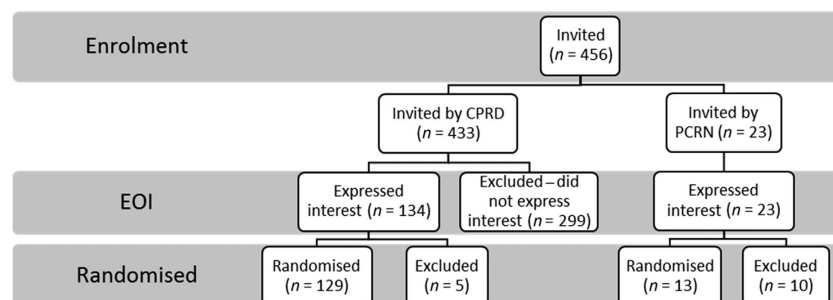 Enrolment
Invited
(n = 456)
Invited by CPRD
(n = 433)
Invited by
PCRN (n = 23)
EOI
Expressed
interest (n = 134)
Excluded – did
not express
interest (n = 299)
Expressed
interest (n = 23)
Randomised
Randomised
(n = 129)
Excluded
(n = 5)
Randomised
(n = 13)
Excluded
(n = 10)